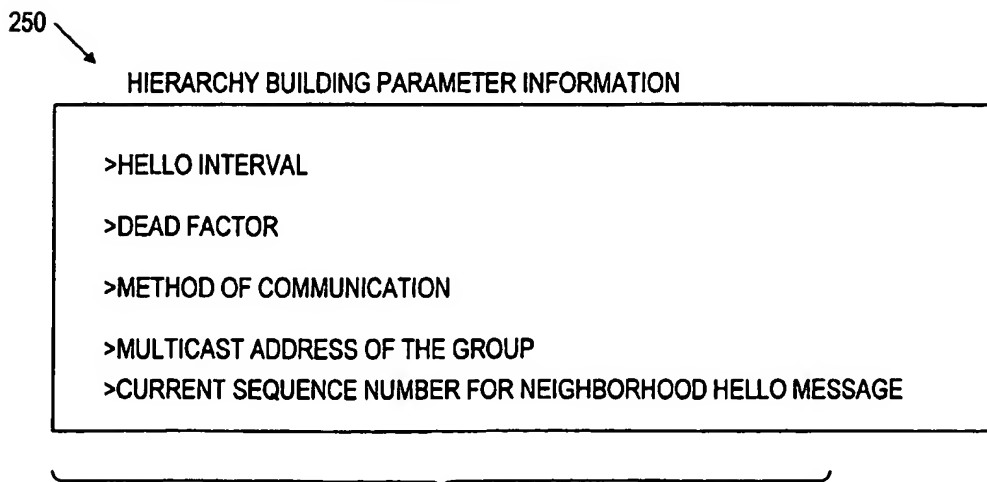 250
HIERARCHY BUILDING PARAMETER INFORMATION
>HELLO INTERVAL
>DEAD FACTOR
>METHOD OF COMMUNICATION
>MULTICAST ADDRESS OF THE GROUP
>CURRENT SEQUENCE NUMBER FOR NEIGHBORHOOD HELLO MESSAGE